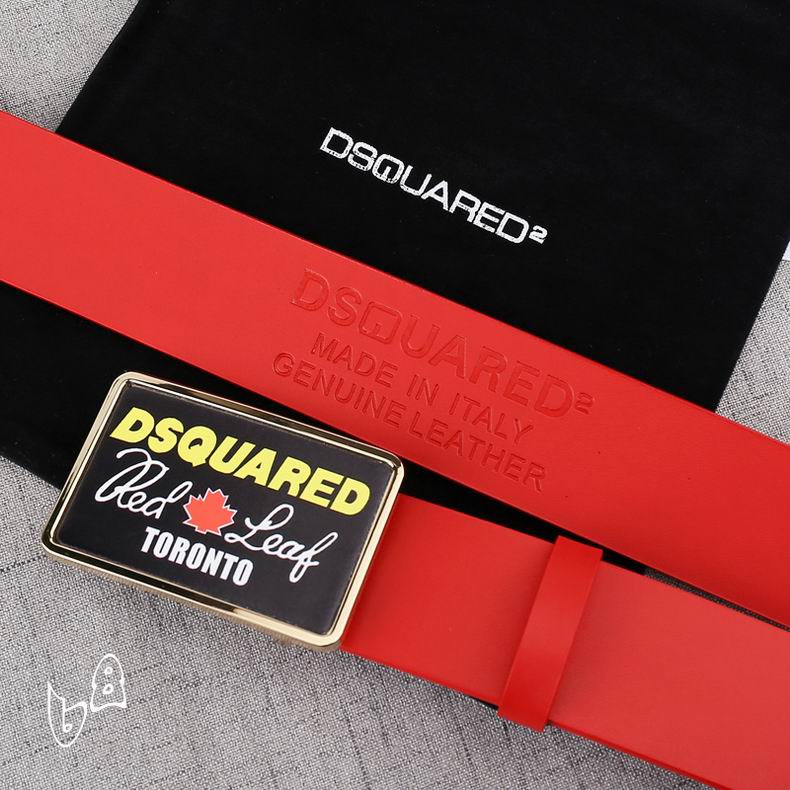 DSQUARED²
DSQUARED²
MADE IN ITALY
GENUINE LEATHER
DSQUARED
Red Leaf
TORONTO